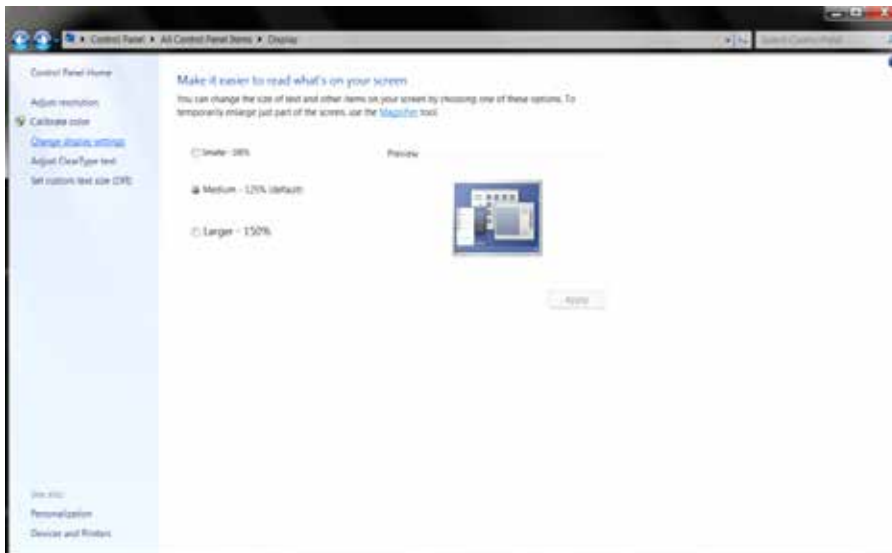 Control Panel ▸ All Control Panel Items ▸ Display
Search Control Panel
Control Panel Home
Adjust resolution
Calibrate color
Change display settings
Adjust ClearType text
Set custom text size (DPI)
See also
Personalization
Devices and Printers
Make it easier to read what's on your screen
You can change the size of text and other items on your screen by choosing one of these options. To
temporarily enlarge just part of the screen, use the Magnifier tool.
Smaller - 100%
Preview
Medium - 125% (default)
Larger - 150%
Apply